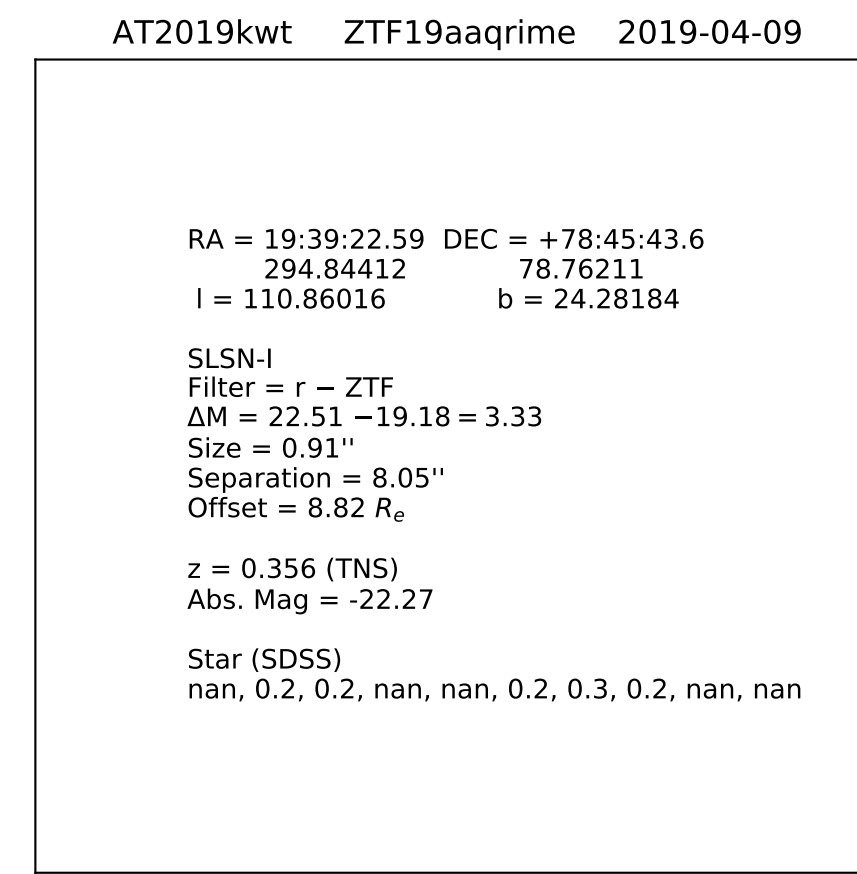 AT2019kwt ZTF19aaqrime 2019-04-09
RA = 19:39:22.59 DEC = +78:45:43.6
294.84412 78.76211
l = 110.86016 b = 24.28184
SLSN-I
Filter = r − ZTF
ΔM = 22.51 −19.18 = 3.33
Size = 0.91''
Separation = 8.05''
Offset = 8.82 Rₑ
z = 0.356 (TNS)
Abs. Mag = -22.27
Star (SDSS)
nan, 0.2, 0.2, nan, nan, 0.2, 0.3, 0.2, nan, nan